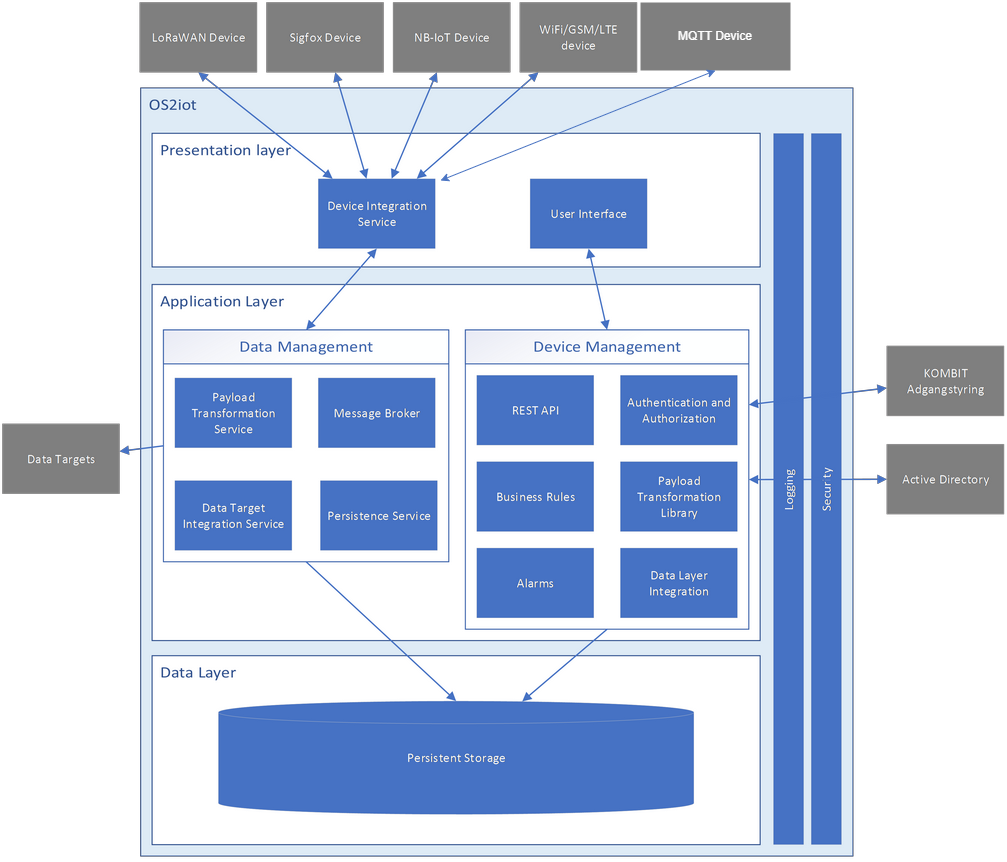 LoRaWAN Device
Sigfox Device
NB-IoT Device
WiFi/GSM/LTE
device
MQTT Device
OS2iot
Presentation layer
Device Integration
Service
User Interface
Application Layer
Data Management
Payload
Transformation
Service
Message Broker
Data Target
Integration Service
Persistence Service
Device Management
REST API
Authentication and
Authorization
Business Rules
Payload
Transformation
Library
Alarms
Data Layer
Integration
Data Layer
Persistent Storage
Logging
Security
Data Targets
KOMBIT
Adgangstyring
Active Directory